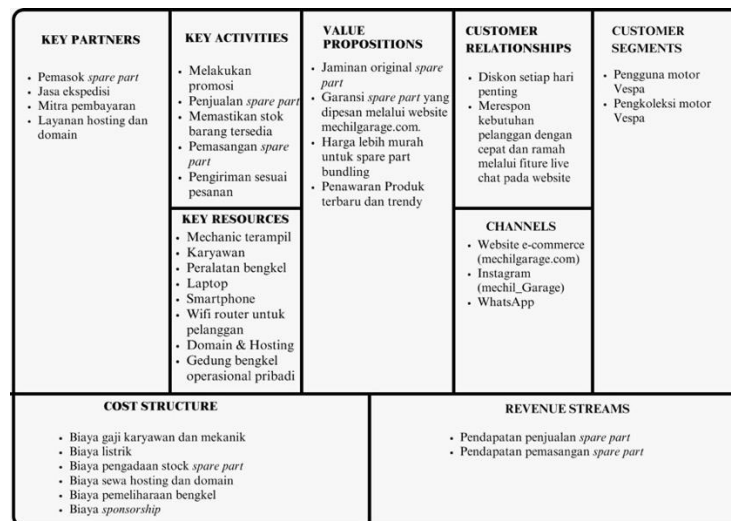 KEY PARTNERS
• Pemasok spare part
• Jasa ekspedisi
• Mitra pembayaran
• Layanan hosting dan
domain
KEY ACTIVITIES
• Melakukan
promosi
• Penjualan spare part
• Memastikan stok
barang tersedia
• Pemasangan spare
part
• Pengiriman sesuai
pesanan
KEY RESOURCES
• Mechanic terampil
• Karyawan
• Peralatan bengkel
• Laptop
• Smartphone
• Wifi router untuk
pelanggan
• Domain & Hosting
• Gedung bengkel
operasional pribadi
VALUE
PROPOSITIONS
• Jaminan original spare
part
• Garansi spare part yang
dipesan melalui website
mechilgarage.com.
• Harga lebih murah
untuk spare part
bundling
• Penawaran Produk
terbaru dan trendy
CUSTOMER
RELATIONSHIPS
• Diskon setiap hari
penting
• Merespon
kebutuhan
pelanggan dengan
cepat dan ramah
melalui fiture live
chat pada website
CHANNELS
• Website e-commerce
(mechilgarage.com)
• Instagram
(mechil_Garage)
• WhatsApp
CUSTOMER
SEGMENTS
• Pengguna motor
Vespa
• Pengkoleksi motor
Vespa
COST STRUCTURE
• Biaya gaji karyawan dan mekanik
• Biaya listrik
• Biaya pengadaan stock spare part
• Biaya sewa hosting dan domain
• Biaya pemeliharaan bengkel
• Biaya sponsorship
REVENUE STREAMS
• Pendapatan penjualan spare part
• Pendapatan pemasangan spare part